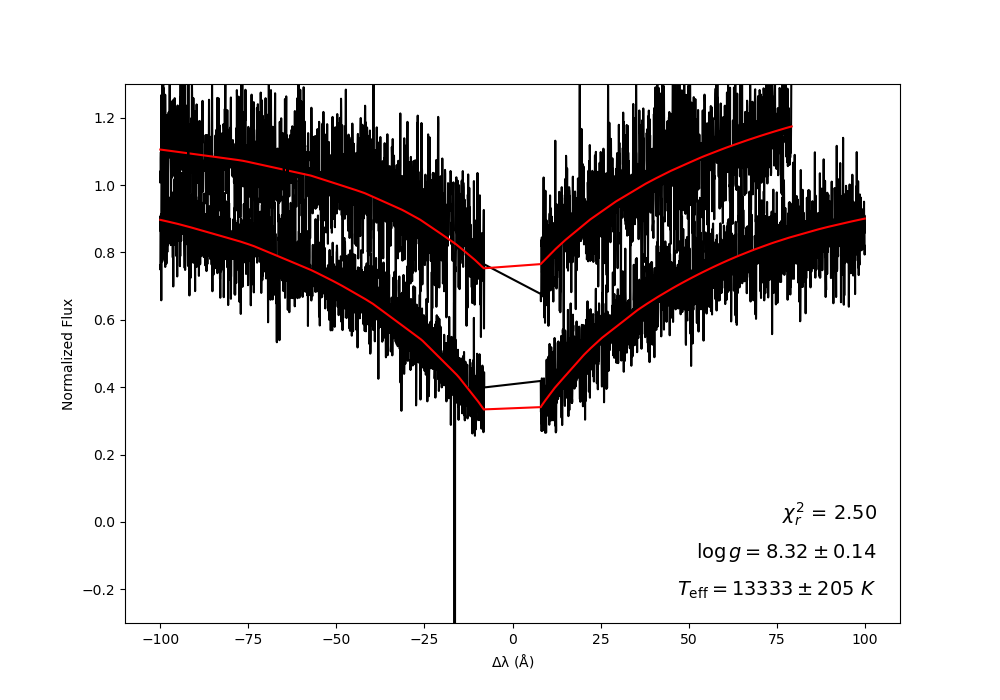 1.2
1.0
0.8
0.6
0.4
0.2
0.0
−0.2
Normalized Flux
χ²ᵣ = 2.50
log g = 8.32 ± 0.14
T_eff = 13333 ± 205 K
−100 −75 −50 −25 0 25 50 75 100
Δλ (Å)